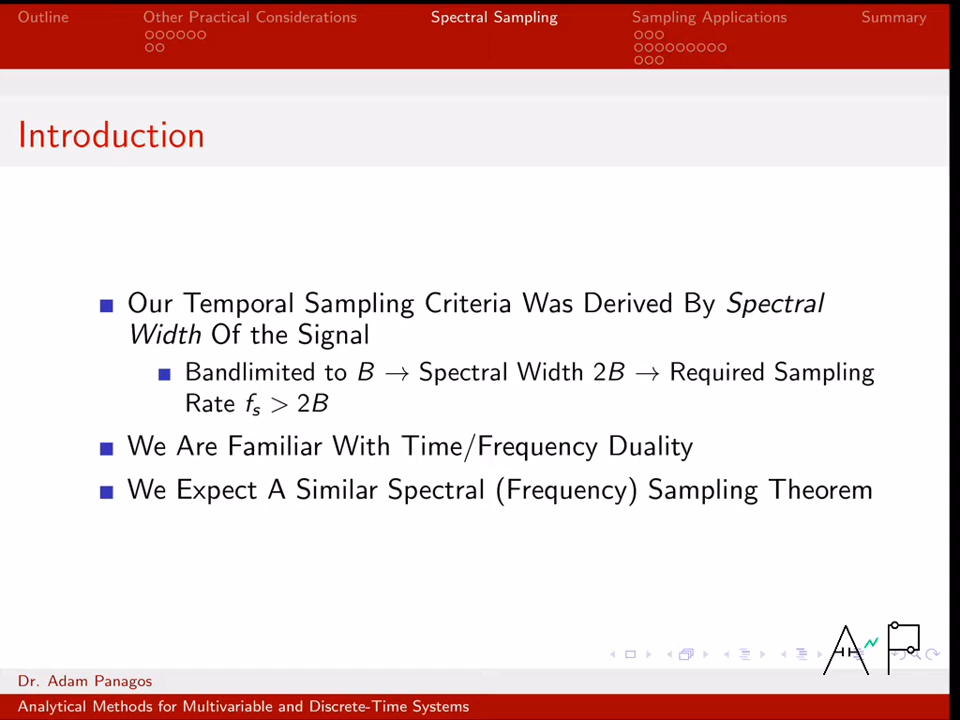 Outline Other Practical Considerations Spectral Sampling Sampling Applications Summary
Introduction
Our Temporal Sampling Criteria Was Derived By Spectral
Width Of the Signal
Bandlimited to B → Spectral Width 2B → Required Sampling
Rate fₛ > 2B
We Are Familiar With Time/Frequency Duality
We Expect A Similar Spectral (Frequency) Sampling Theorem
AP
Dr. Adam Panagos
Analytical Methods for Multivariable and Discrete-Time Systems